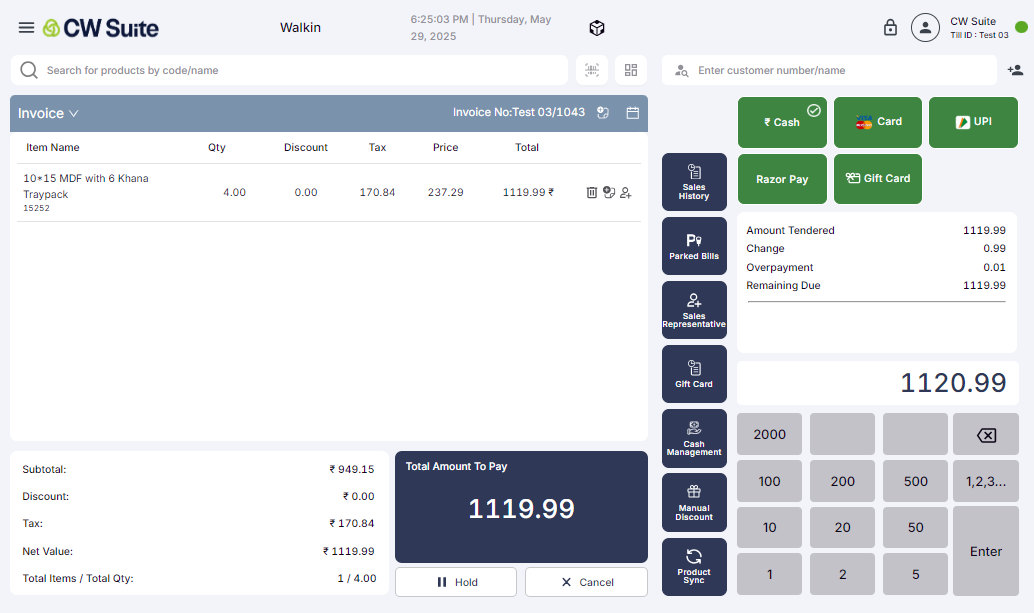 CW Suite
Walkin
6:25:03 PM | Thursday, May
29, 2025
CW Suite
Till ID : Test 03
Search for products by code/name
Enter customer number/name
Invoice
Invoice No:Test 03/1043
Item Name Qty Discount Tax Price Total
10*15 MDF with 6 Khana
Traypack
15252
4.00 0.00 170.84 237.29 1119.99 ₹
Subtotal: ₹ 949.15
Discount: ₹ 0.00
Tax: ₹ 170.84
Net Value: ₹ 1119.99
Total Items / Total Qty: 1 / 4.00
Total Amount To Pay
1119.99
Hold
Cancel
Sales
History
Parked Bills
Sales
Representative
Gift Card
Cash
Management
Manual
Discount
Product
Sync
₹ Cash
Card
UPI
Razor Pay
Gift Card
Amount Tendered 1119.99
Change 0.99
Overpayment 0.01
Remaining Due 1119.99
1120.99
2000
100 200 500 1,2,3...
10 20 50
Enter
1 2 5